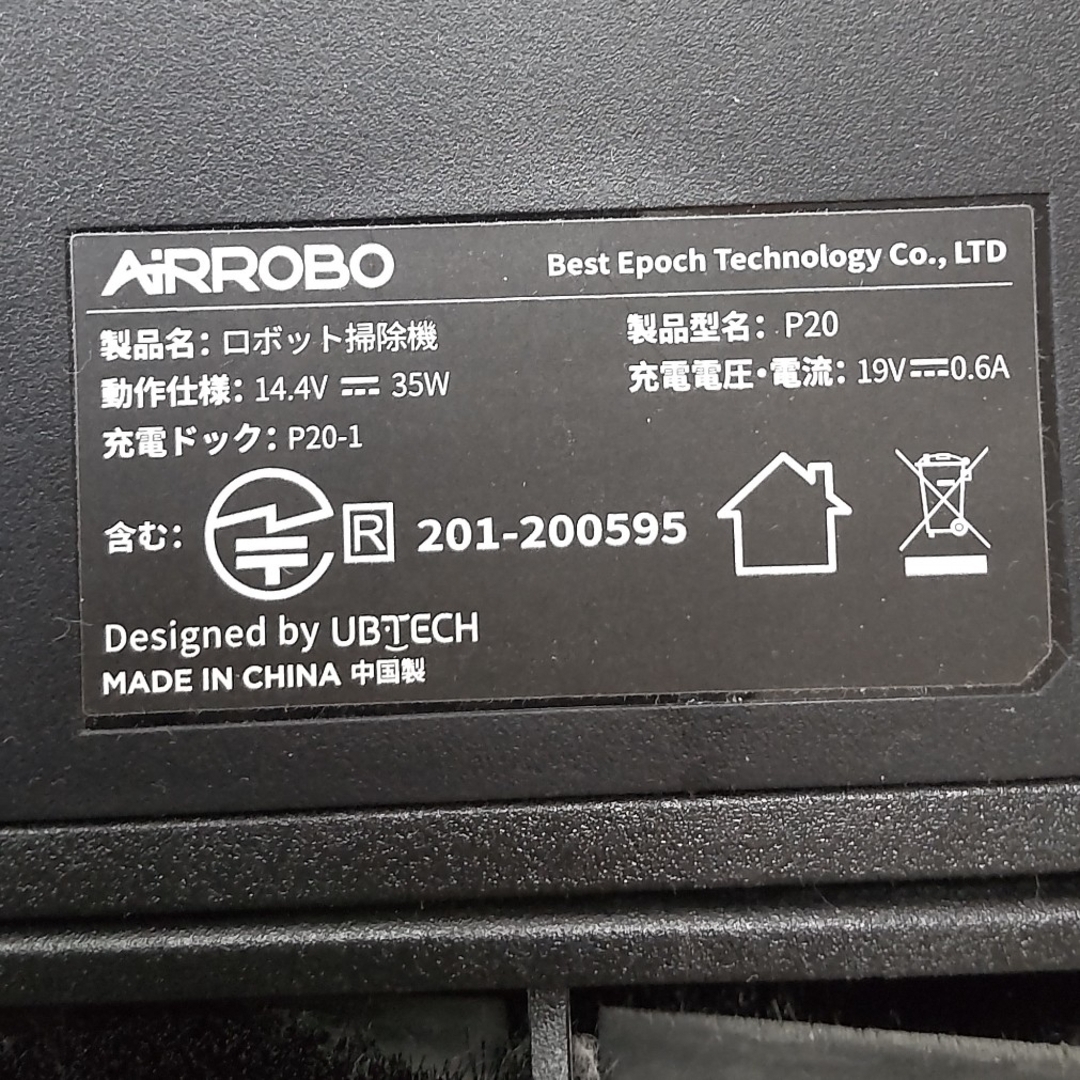 AiRROBO
Best Epoch Technology Co., LTD
製品名：ロボット掃除機
製品型名：P20
動作仕様：14.4V ⎓ 35W
充電電圧・電流：19V⎓0.6A
充電ドック：P20-1
含む： R 201-200595
Designed by UBTECH
MADE IN CHINA 中国製